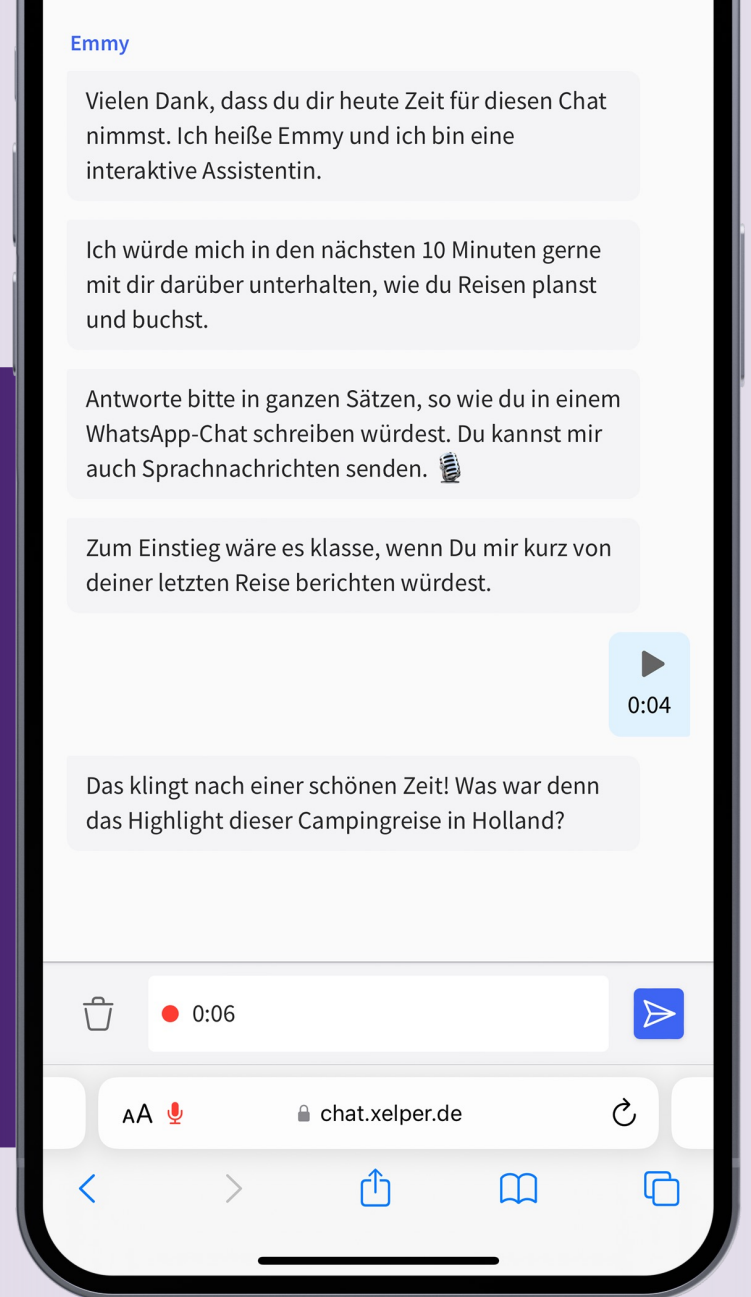 Emmy
Vielen Dank, dass du dir heute Zeit für diesen Chat
nimmst. Ich heiße Emmy und ich bin eine
interaktive Assistentin.
Ich würde mich in den nächsten 10 Minuten gerne
mit dir darüber unterhalten, wie du Reisen planst
und buchst.
Antworte bitte in ganzen Sätzen, so wie du in einem
WhatsApp-Chat schreiben würdest. Du kannst mir
auch Sprachnachrichten senden. 🎙️
Zum Einstieg wäre es klasse, wenn Du mir kurz von
deiner letzten Reise berichten würdest.
0:04
Das klingt nach einer schönen Zeit! Was war denn
das Highlight dieser Campingreise in Holland?
0:06
AA chat.xelper.de